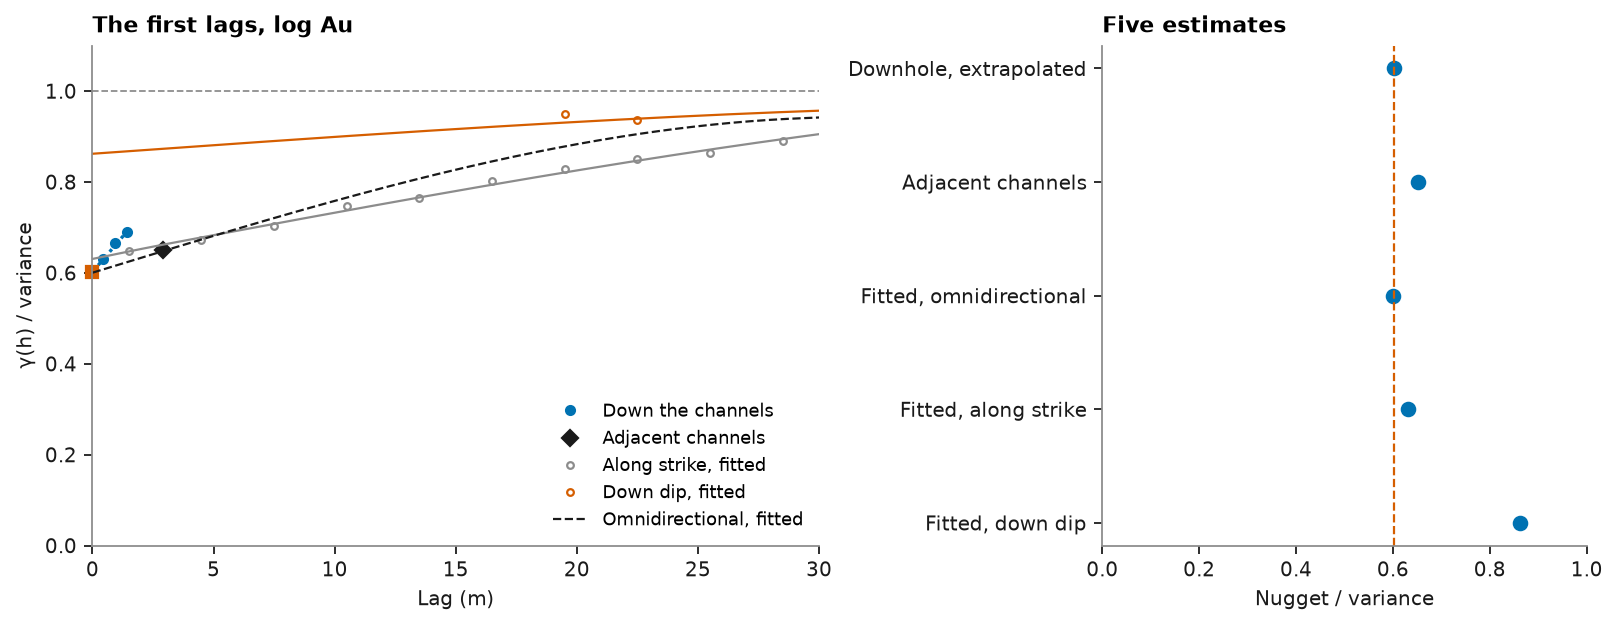 The first lags, log Au
γ(h) / variance
1.0
0.8
0.6
0.4
0.2
0.0
0 5 10 15 20 25 30
Lag (m)
Down the channels
Adjacent channels
Along strike, fitted
Down dip, fitted
Omnidirectional, fitted
Five estimates
Downhole, extrapolated
Adjacent channels
Fitted, omnidirectional
Fitted, along strike
Fitted, down dip
0.0 0.2 0.4 0.6 0.8 1.0
Nugget / variance